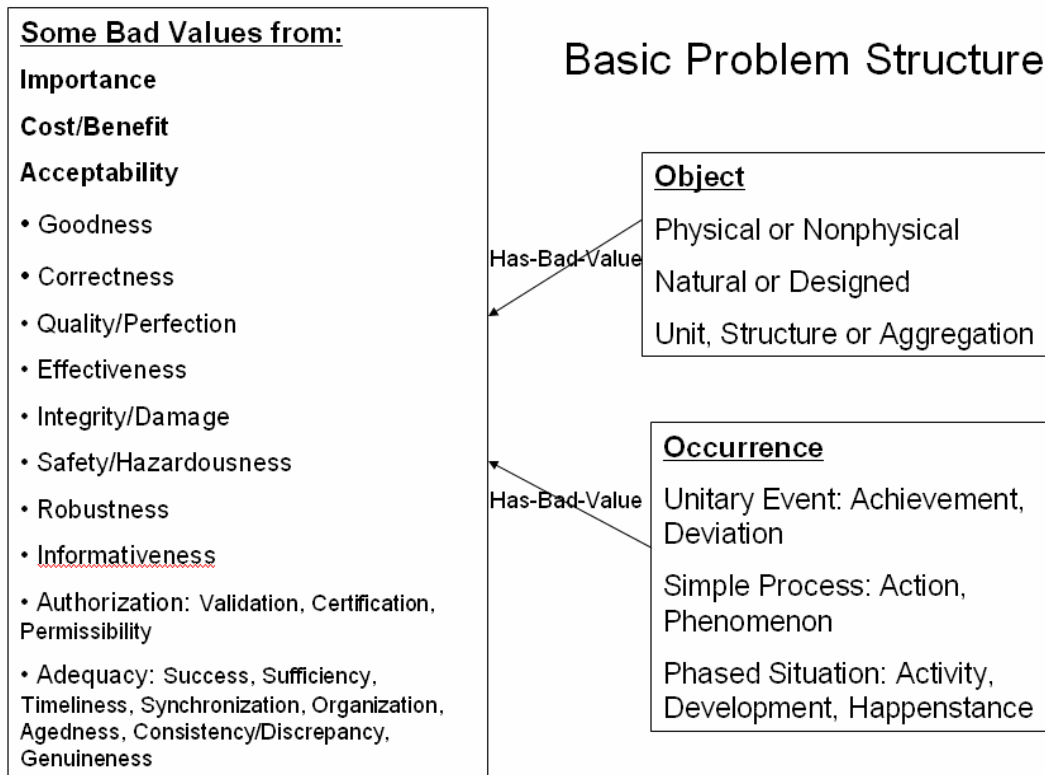 Basic Problem Structure
Some Bad Values from:
Importance
Cost/Benefit
Acceptability
• Goodness
• Correctness
• Quality/Perfection
• Effectiveness
• Integrity/Damage
• Safety/Hazardousness
• Robustness
• Informativeness
• Authorization: Validation, Certification,
Permissibility
• Adequacy: Success, Sufficiency,
Timeliness, Synchronization, Organization,
Agedness, Consistency/Discrepancy,
Genuineness
Has-Bad-Value
Object
Physical or Nonphysical
Natural or Designed
Unit, Structure or Aggregation
Has-Bad-Value
Occurrence
Unitary Event: Achievement,
Deviation
Simple Process: Action,
Phenomenon
Phased Situation: Activity,
Development, Happenstance